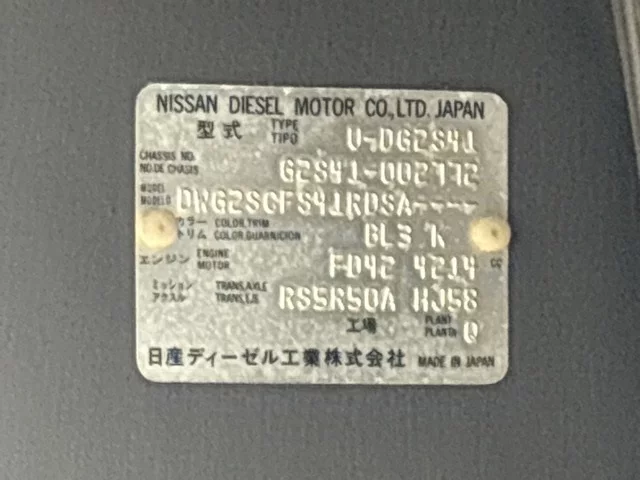 NISSAN DIESEL MOTOR CO.,LTD. JAPAN
型式 TYPE TIPO U-DG2S41
CHASSIS NO. NO.DE CHASIS G2S41-002772
MODEL MODELO DWG2SCFS41RDSA----
カラー トリム COLOR,TRIM COLOR,GUARNICION BL3 K
エンジン ENGINE MOTOR FD42 4214 CC
ミッション アクスル TRANS,AXLE TRANS,EJE RS5R50A HJ58
工場 PLANT PLANTA Q
日産ディーゼル工業株式会社 MADE IN JAPAN